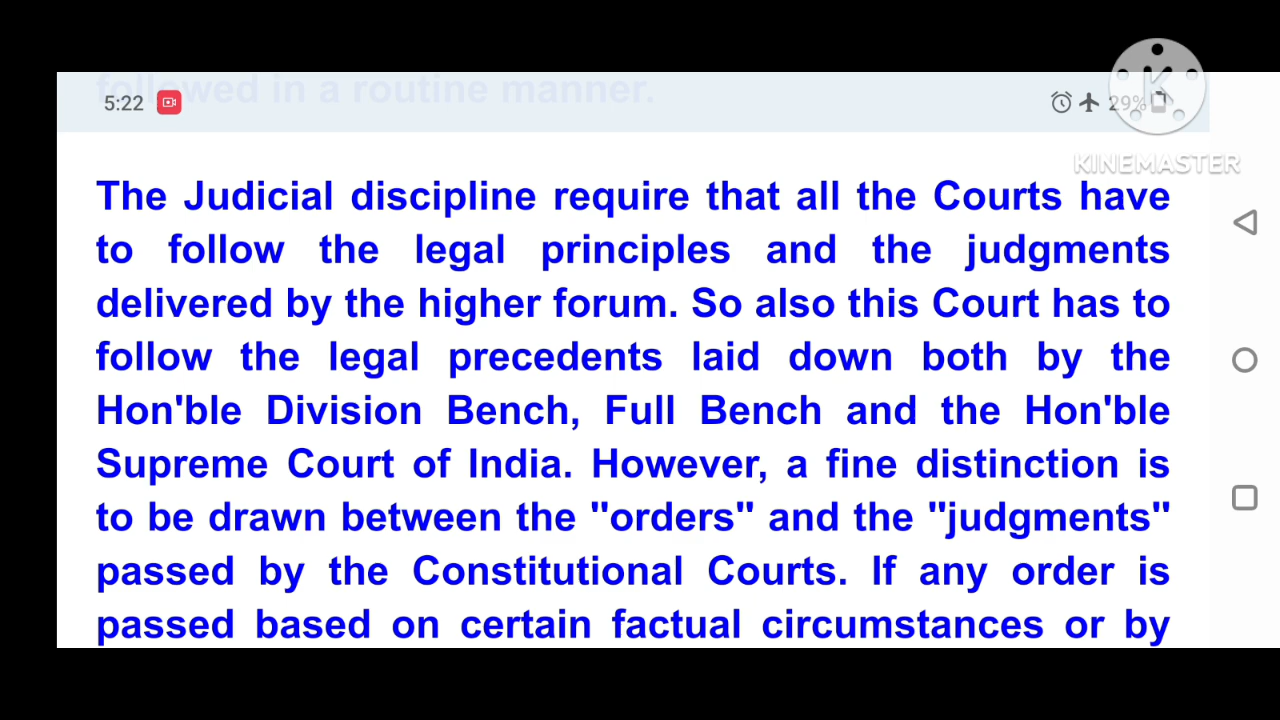 followed in a routine manner.
5:22
29%
KINEMASTER
The Judicial discipline require that all the Courts have
to follow the legal principles and the judgments
delivered by the higher forum. So also this Court has to
follow the legal precedents laid down both by the
Hon'ble Division Bench, Full Bench and the Hon'ble
Supreme Court of India. However, a fine distinction is
to be drawn between the "orders" and the "judgments"
passed by the Constitutional Courts. If any order is
passed based on certain factual circumstances or by